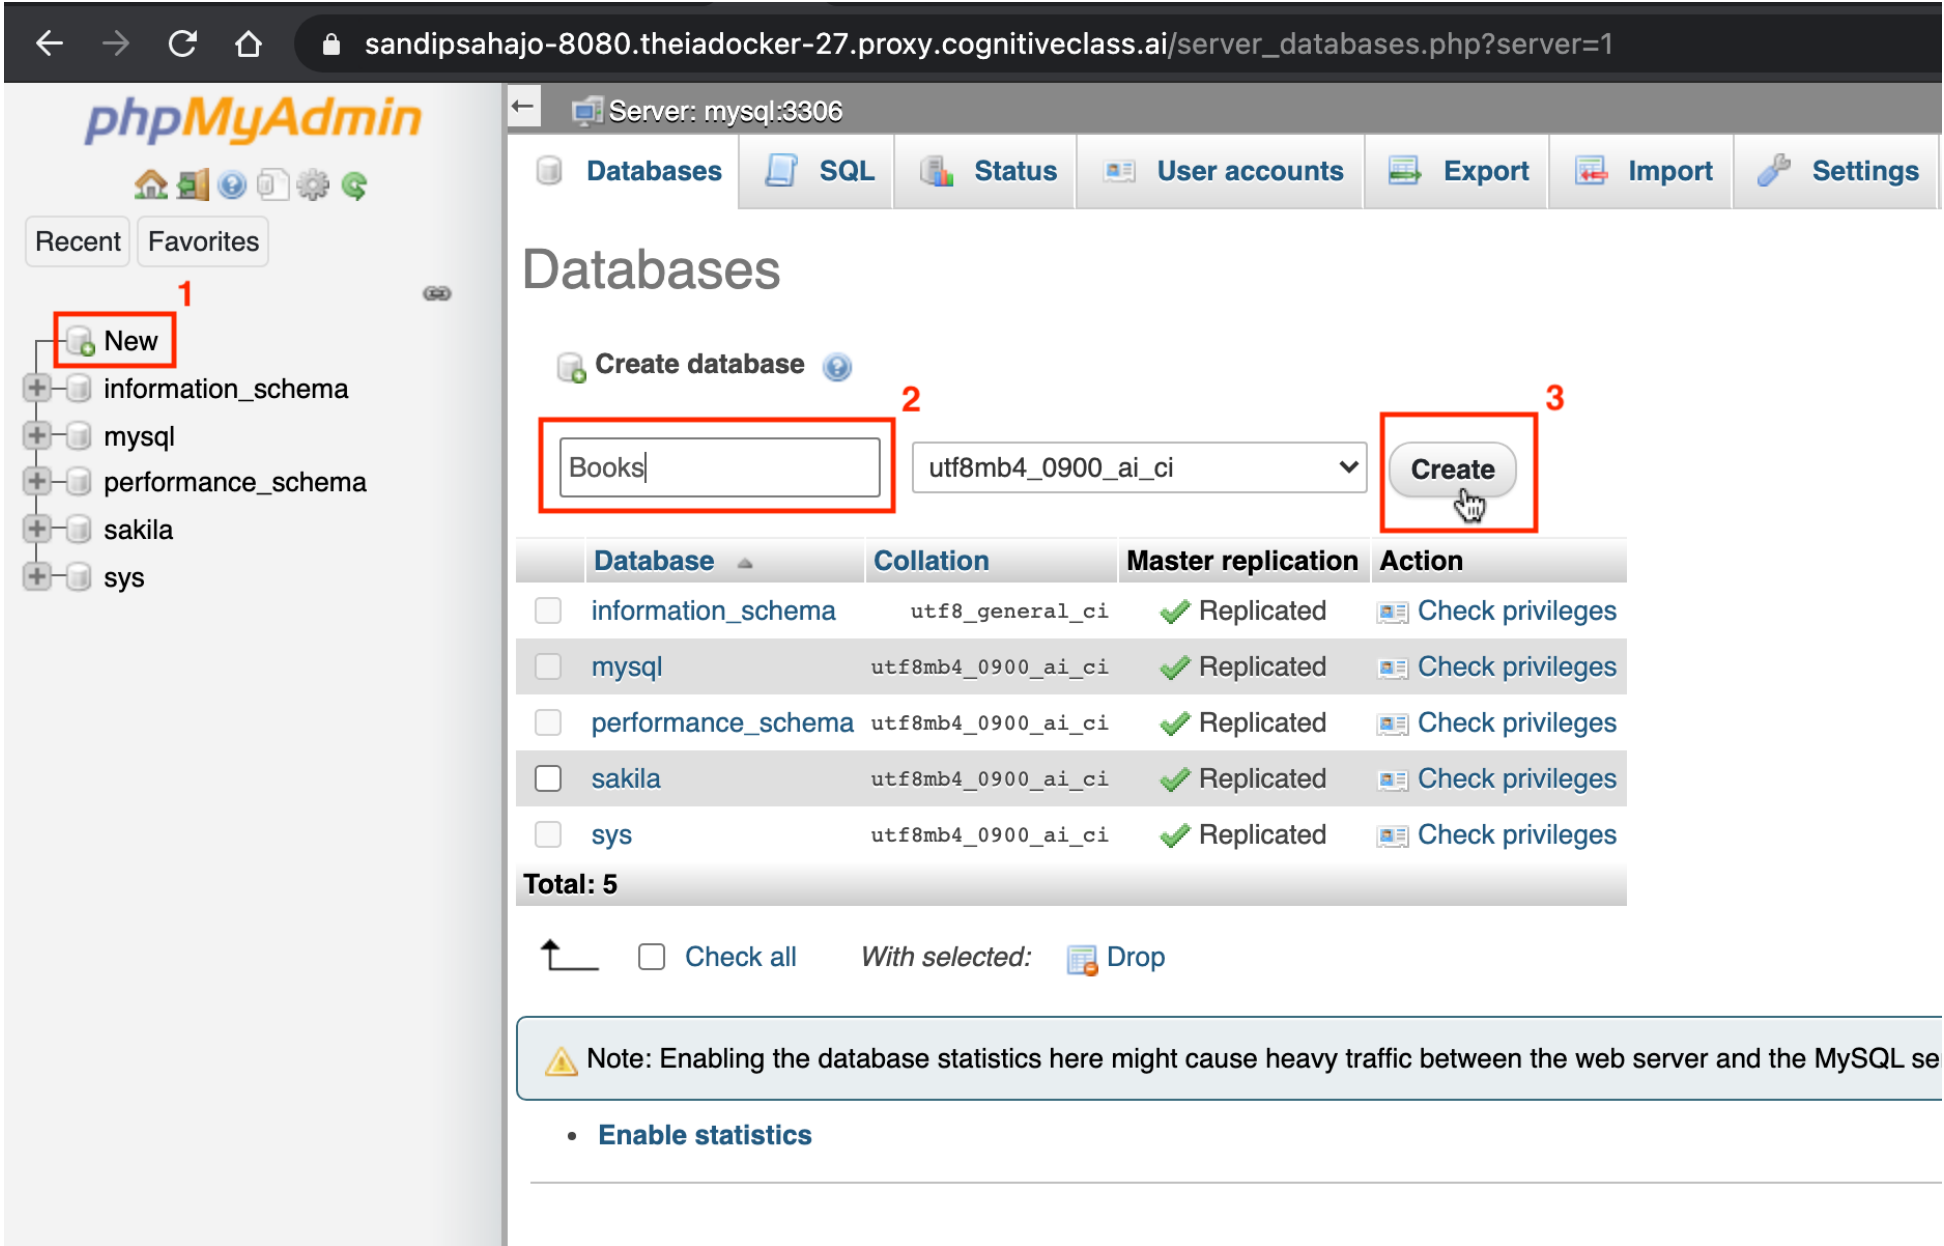 sandipsahajo-8080.theiadocker-27.proxy.cognitiveclass.ai/server_databases.php?server=1
phpMyAdmin
Recent Favorites
1
New
information_schema
mysql
performance_schema
sakila
sys
Server: mysql:3306
Databases SQL Status User accounts Export Import Settings
Databases
Create database
2 3
Books utf8mb4_0900_ai_ci Create
Database Collation Master replication Action
information_schema utf8_general_ci Replicated Check privileges
mysql utf8mb4_0900_ai_ci Replicated Check privileges
performance_schema utf8mb4_0900_ai_ci Replicated Check privileges
sakila utf8mb4_0900_ai_ci Replicated Check privileges
sys utf8mb4_0900_ai_ci Replicated Check privileges
Total: 5
Check all With selected: Drop
Note: Enabling the database statistics here might cause heavy traffic between the web server and the MySQL se
• Enable statistics